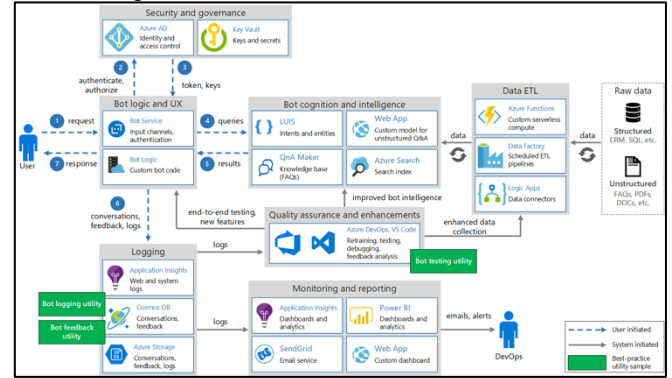 Security and governance
Azure AD
Identity and
access control
Key Vault
Keys and secrets
2
3
authenticate,
authorize
token, keys
Bot logic and UX
Bot Service
Input channels,
authentication
Bot Logic
Custom bot code
1
request
7
response
User
4
queries
5
results
Bot cognition and intelligence
LUIS
Intents and entities
Web App
Custom model for
unstructured Q&A
QnA Maker
Knowledge base
(FAQs)
Azure Search
Search index
data
Data ETL
Azure Functions
Custom serverless
compute
Data Factory
Scheduled ETL
pipelines
Logic Apps
Data connectors
data
Raw data
Structured
CRM, SQL, etc.
Unstructured
FAQs, PDFs,
DOCs, etc.
6
conversations,
feedback, logs
end-to-end testing,
new features
improved bot intelligence
Quality assurance and enhancements
Azure DevOps, VS Code
Retraining, testing,
debugging,
feedback analysis
enhanced data
collection
Bot testing utility
logs
Logging
Application Insights
Web and system
logs
Cosmos DB
Conversations,
feedback
Azure Storage
Conversations,
feedback, logs
Bot logging utility
Bot feedback
utility
logs
Monitoring and reporting
Application Insights
Dashboards and
analytics
Power BI
Dashboards and
analytics
SendGrid
Email service
Web App
Custom dashboard
emails, alerts
DevOps
User initiated
System initiated
Best-practice
utility sample